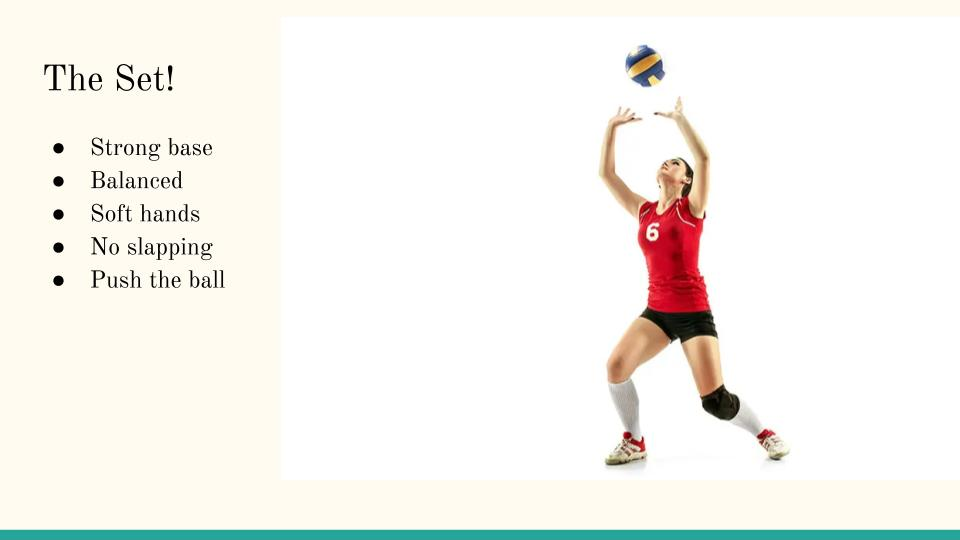 The Set!
● Strong base
● Balanced
● Soft hands
● No slapping
● Push the ball
6